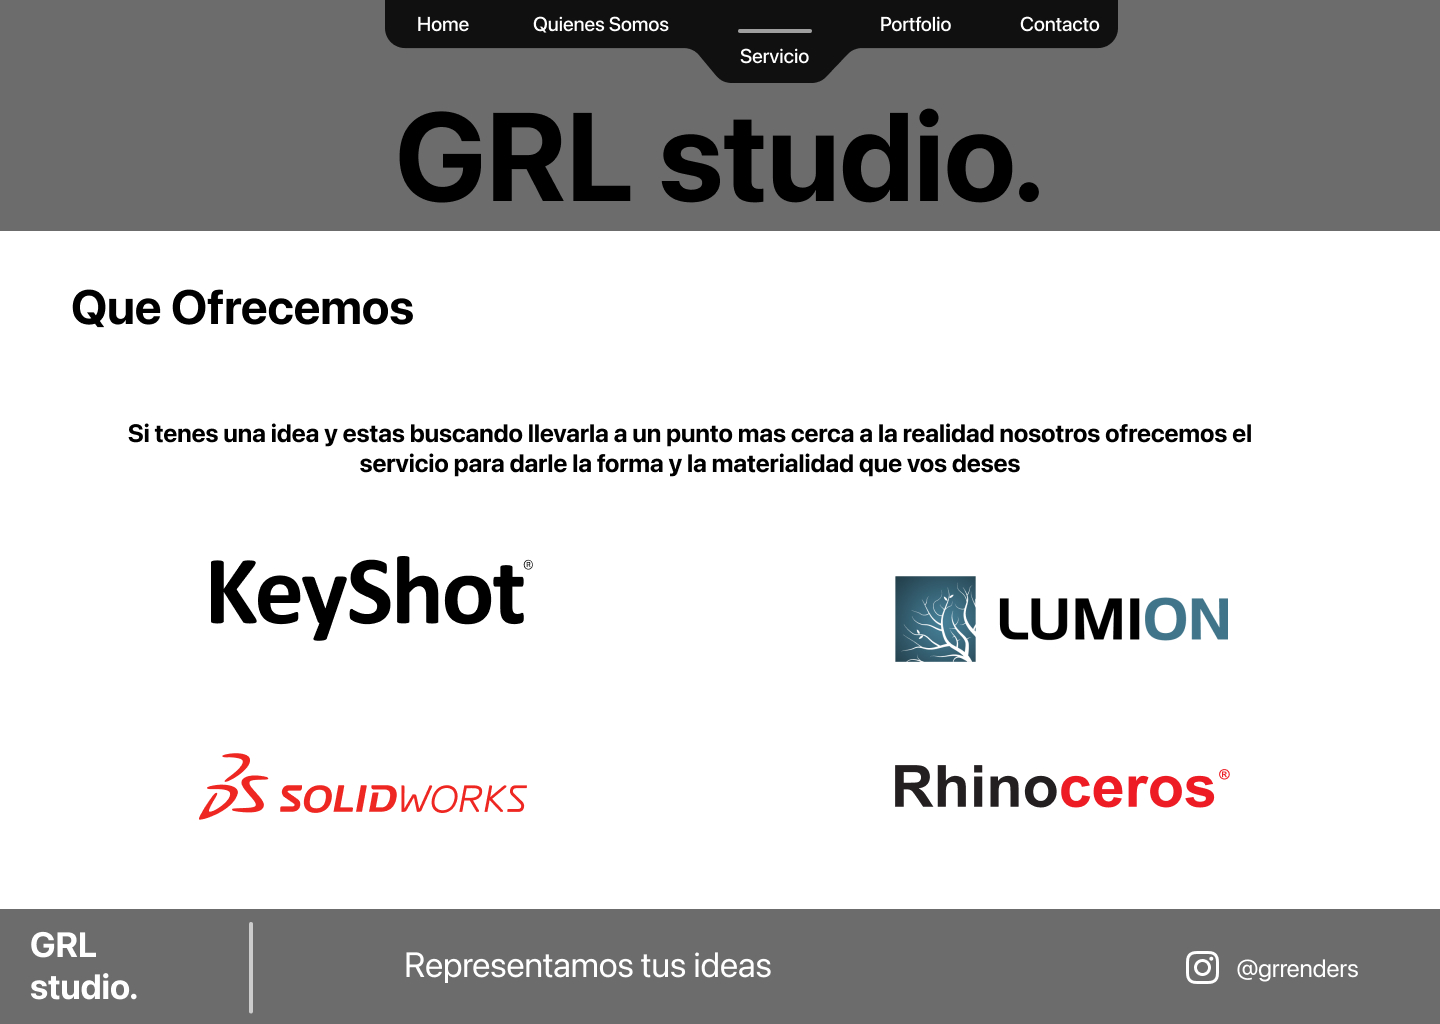 Home Quienes Somos Servicio Portfolio Contacto
GRL studio.
Que Ofrecemos
Si tenes una idea y estas buscando llevarla a un punto mas cerca a la realidad nosotros ofrecemos el
servicio para darle la forma y la materialidad que vos deses
KeyShot®
LUMION
3S SOLIDWORKS
Rhinoceros®
GRL
studio.
Representamos tus ideas
@grrenders